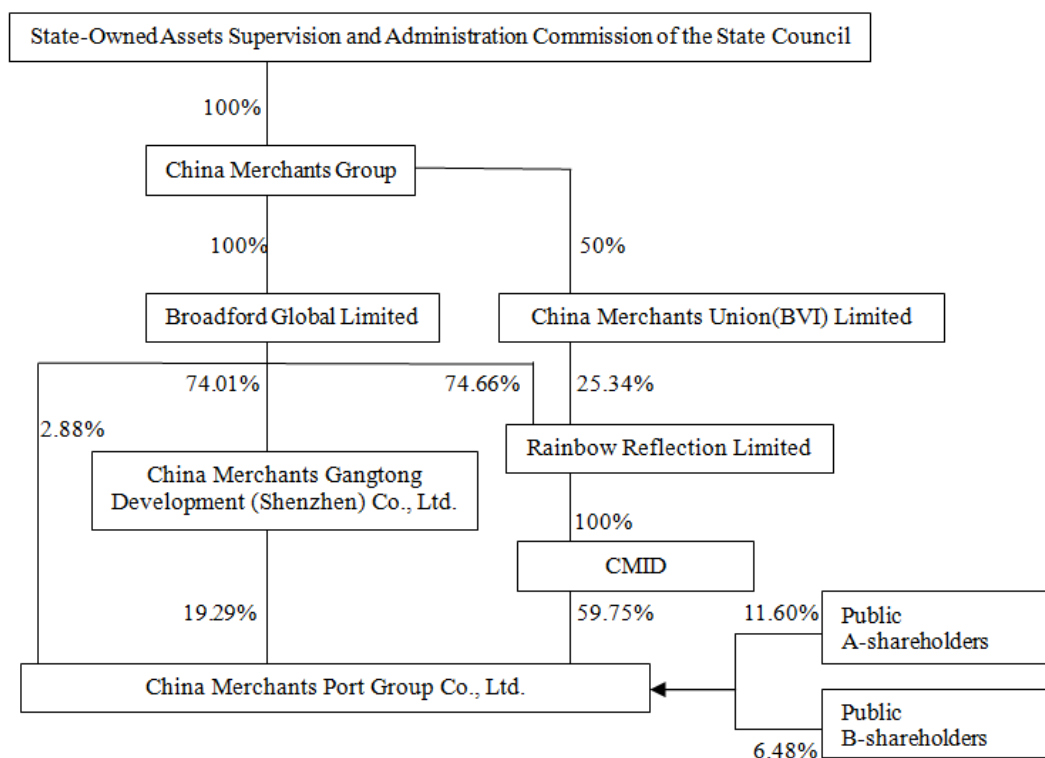 State-Owned Assets Supervision and Administration Commission of the State Council
100%
China Merchants Group
100%
50%
Broadford Global Limited
China Merchants Union(BVI) Limited
74.01%
74.66%
25.34%
2.88%
Rainbow Reflection Limited
China Merchants Gangtong
Development (Shenzhen) Co., Ltd.
100%
CMID
19.29%
59.75%
11.60%
Public
A-shareholders
China Merchants Port Group Co., Ltd.
Public
B-shareholders
6.48%